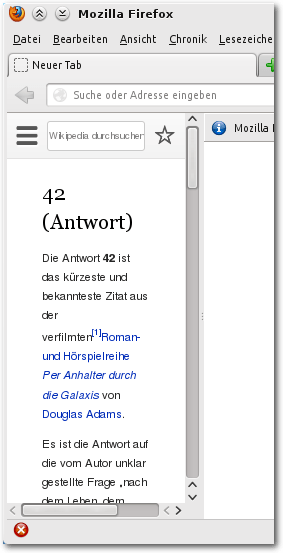 Mozilla Firefox
Datei Bearbeiten Ansicht Chronik Lesezeiche
Neuer Tab
Suche oder Adresse eingeben
Wikipedia durchsuchen
Mozilla
42
(Antwort)
Die Antwort 42 ist
das kürzeste und
bekannteste Zitat aus
der
verfilmten[1]Roman-
und Hörspielreihe
Per Anhalter durch
die Galaxis von
Douglas Adams.
Es ist die Antwort auf
die vom Autor unklar
gestellte Frage „nach
dem Leben, dem